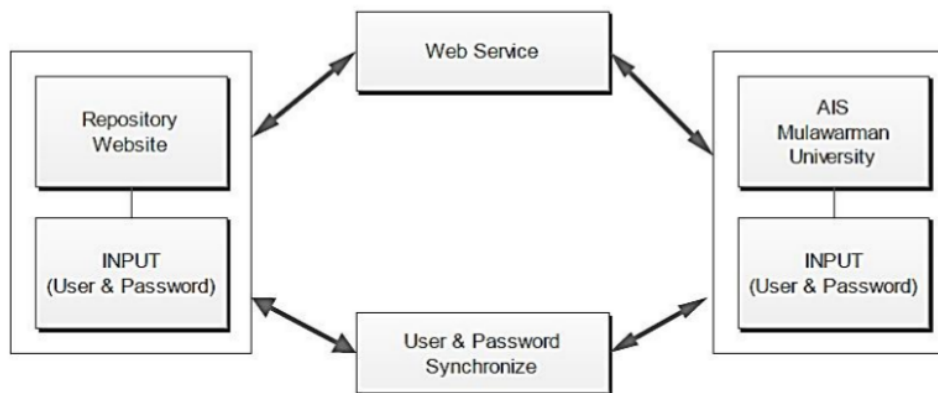 Web Service
Repository
Website
INPUT
(User & Password)
User & Password
Synchronize
AIS
Mulawarman
University
INPUT
(User & Password)